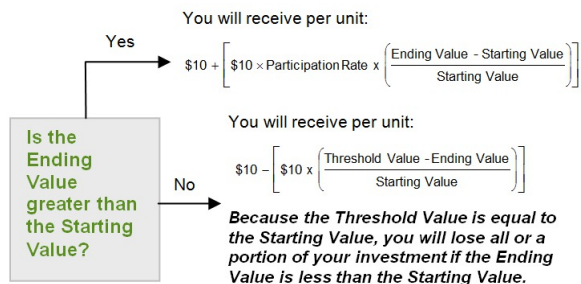 You will receive per unit:
Yes
$10 + [$10 × Participation Rate x (Ending Value - Starting Value / Starting Value)]
You will receive per unit:
Is the
Ending
Value
greater than
the Starting
Value?
No
$10 – [$10 x (Threshold Value - Ending Value / Starting Value)]
Because the Threshold Value is equal to
the Starting Value, you will lose all or a
portion of your investment if the Ending
Value is less than the Starting Value.